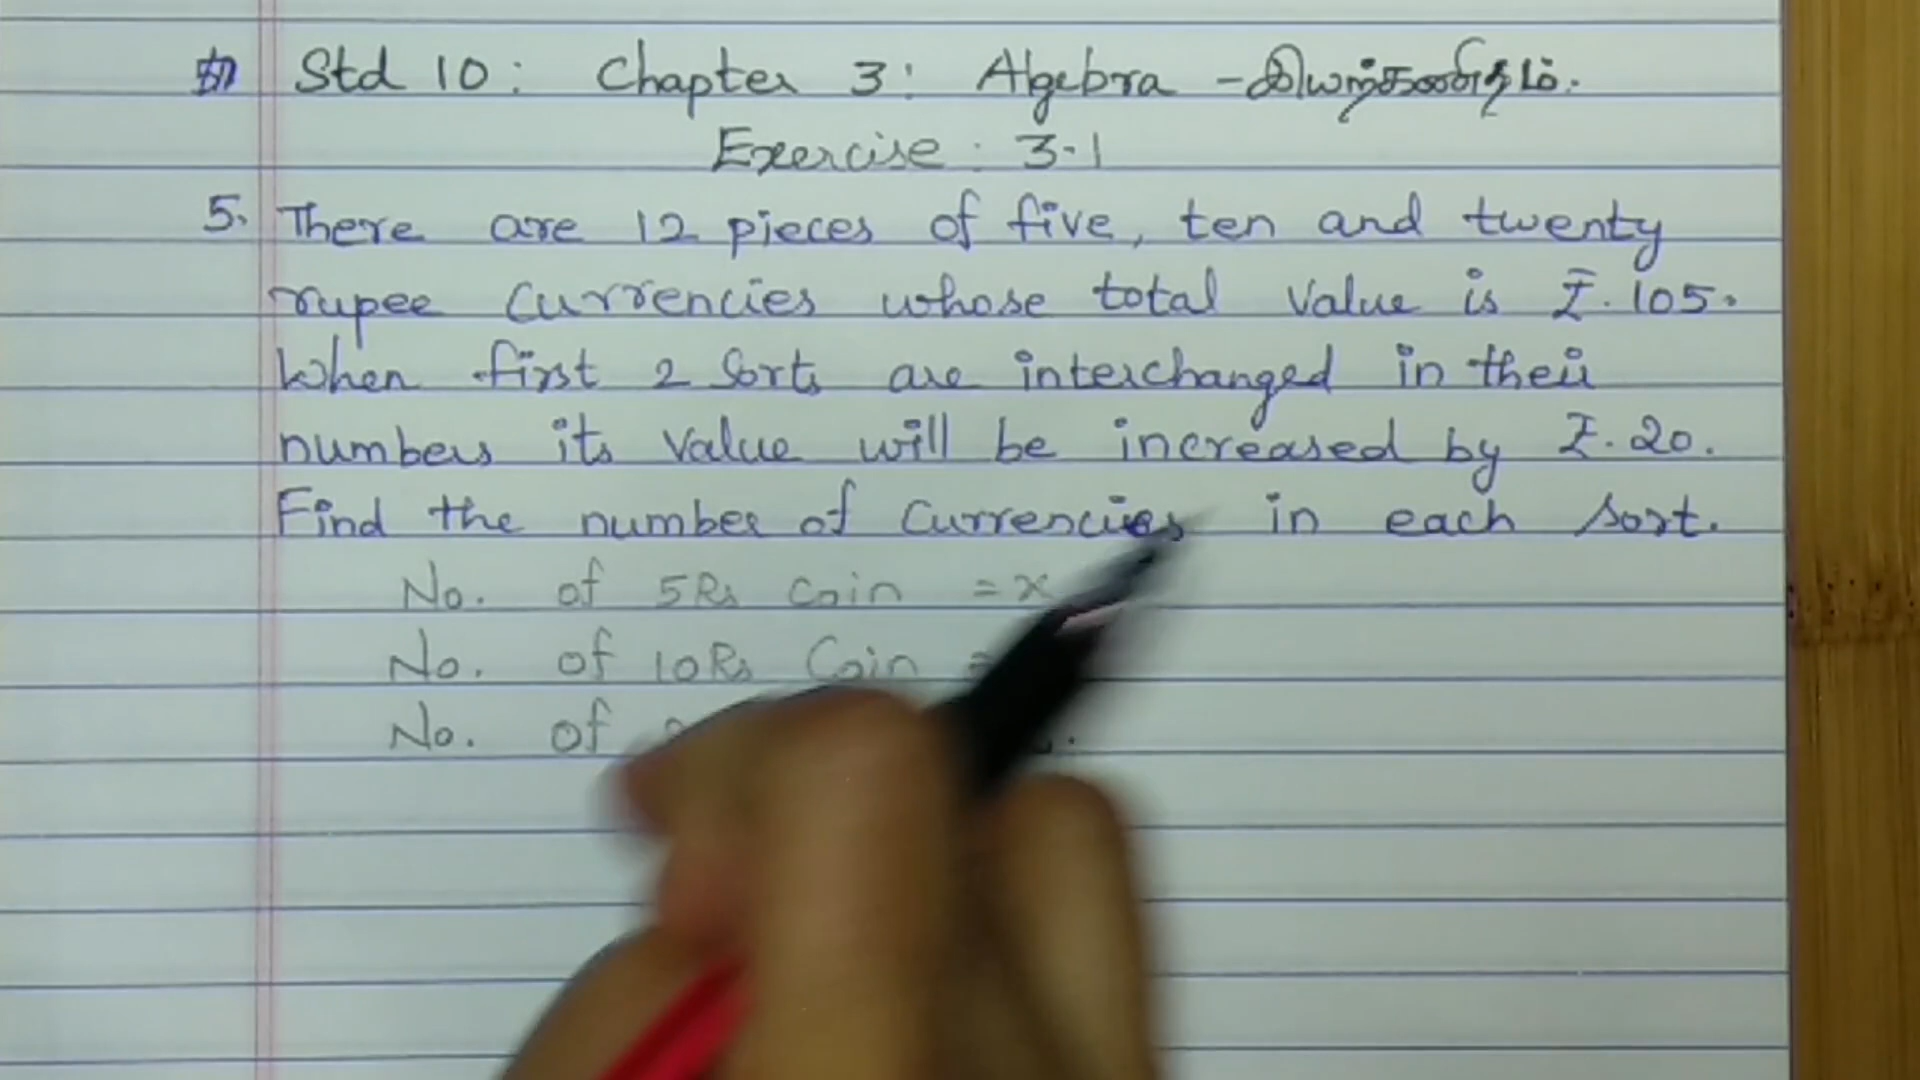 Std 10 : Chapter 3 : Algebra - இயற்கணிதம்.
Exercise : 3.1
5. There are 12 pieces of five, ten and twenty
rupee currencies whose total value is ₹. 105.
When first 2 Sorts are interchanged in their
numbers its value will be increased by ₹. 20.
Find the number of Currencies in each sort.
No. of 5Rs Coin = x
No. of 10Rs Coin =
No. of